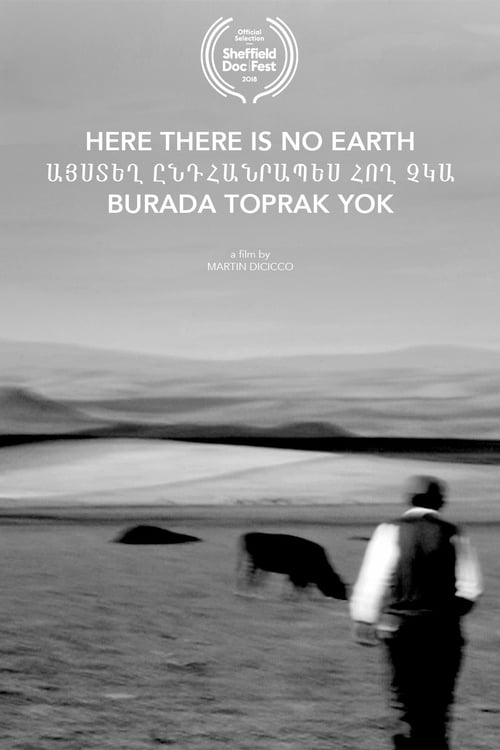 Official
Selection
Sheffield
Doc|Fest
2018
HERE THERE IS NO EARTH
ԱՅՍՏԵՂ ԸՆԴՀԱՆՐԱՊԵՍ ՀՈՂ ՉԿԱ
BURADA TOPRAK YOK
a film by
MARTIN DICICCO